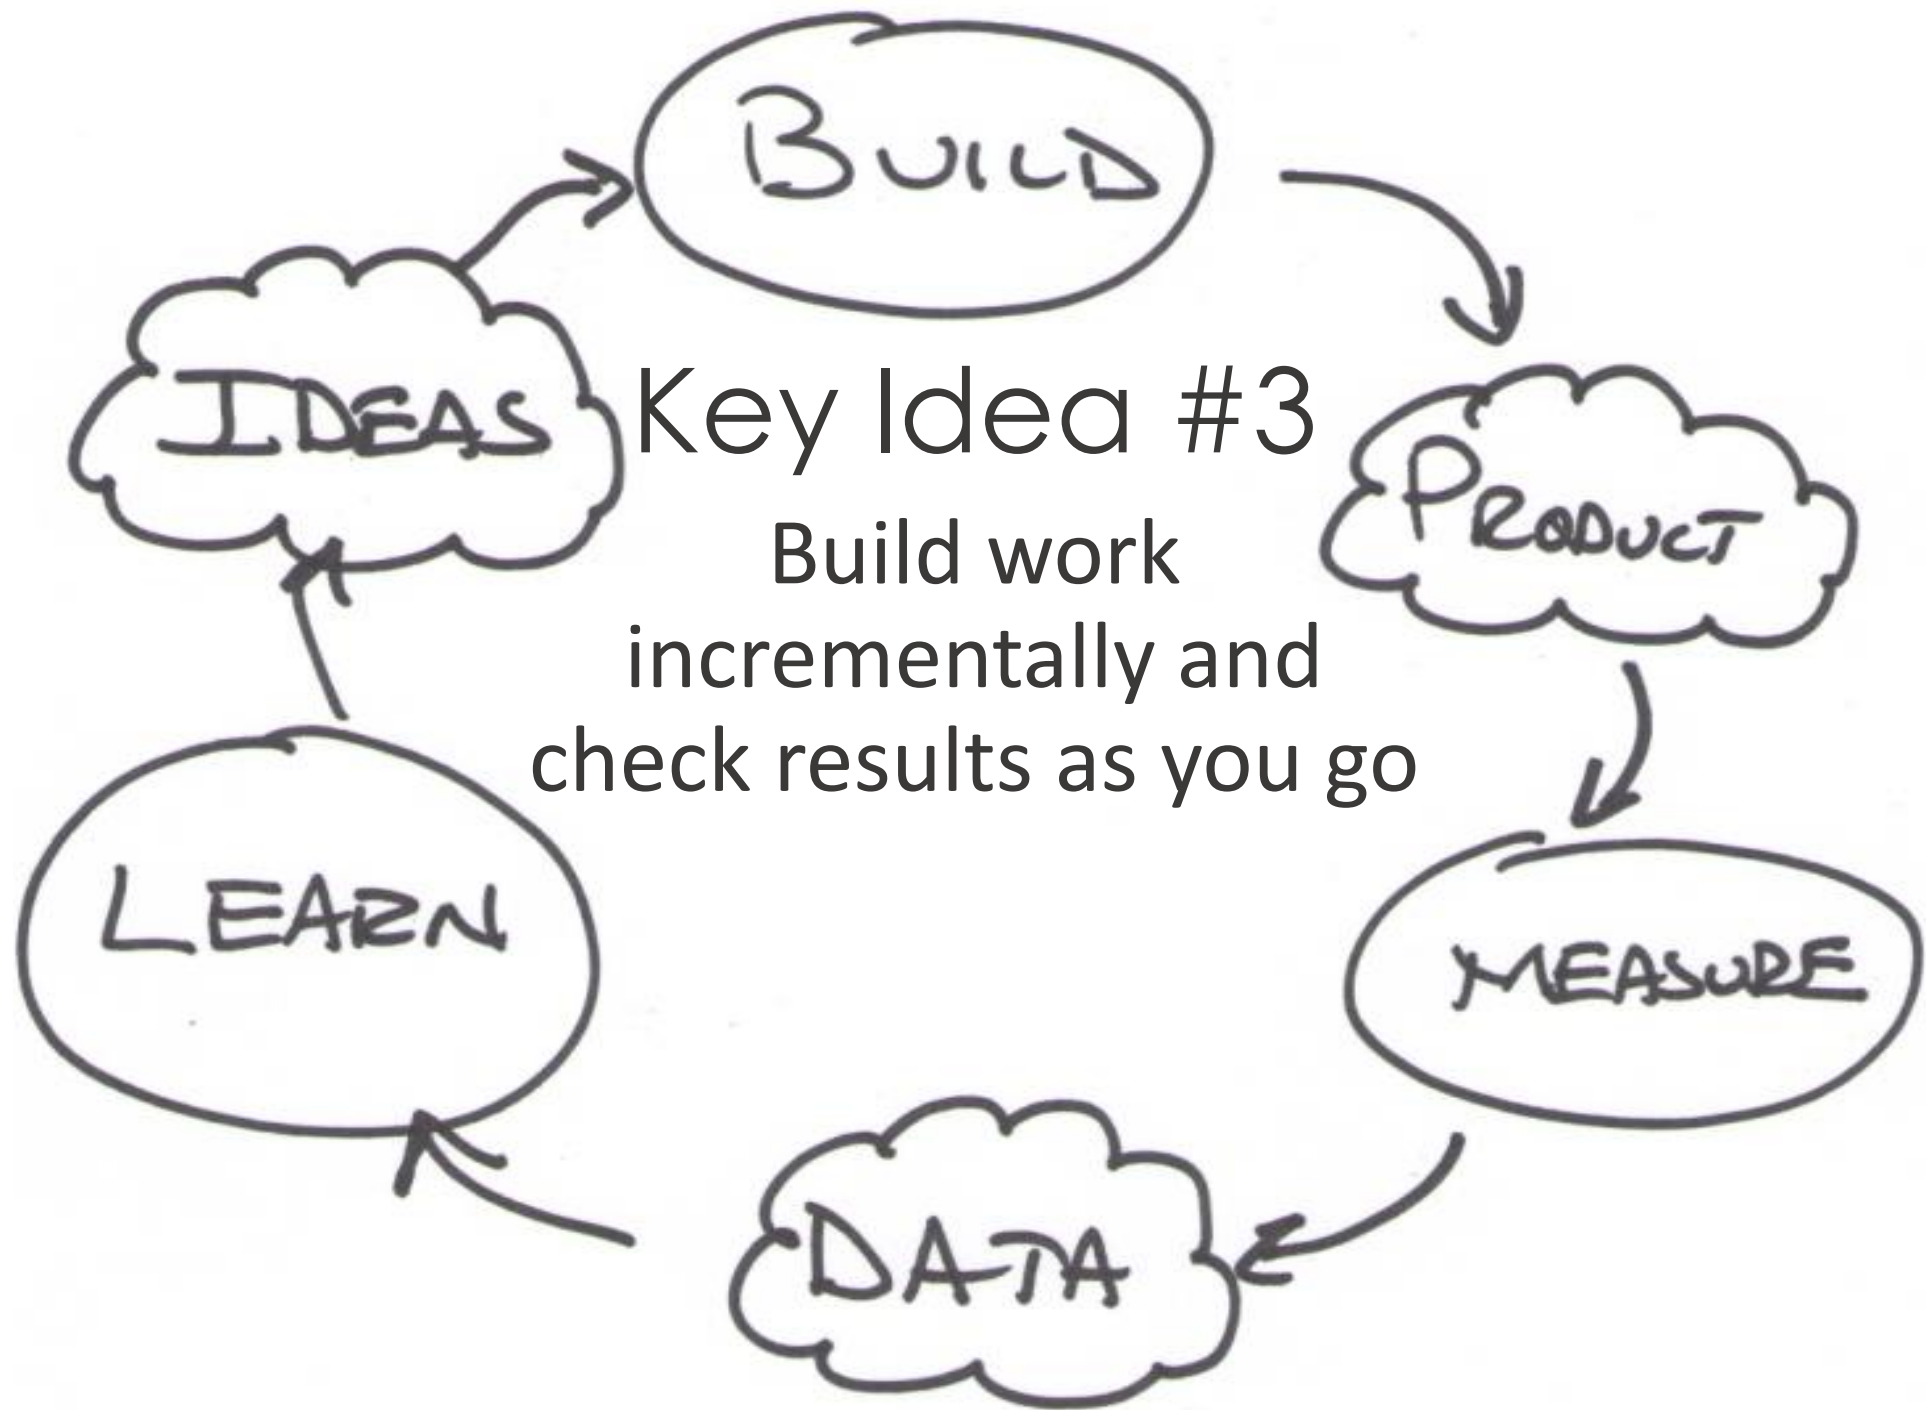 BUILD
IDEAS
Key Idea #3
PRODUCT
Build work
incrementally and
check results as you go
LEARN
MEASURE
DATA